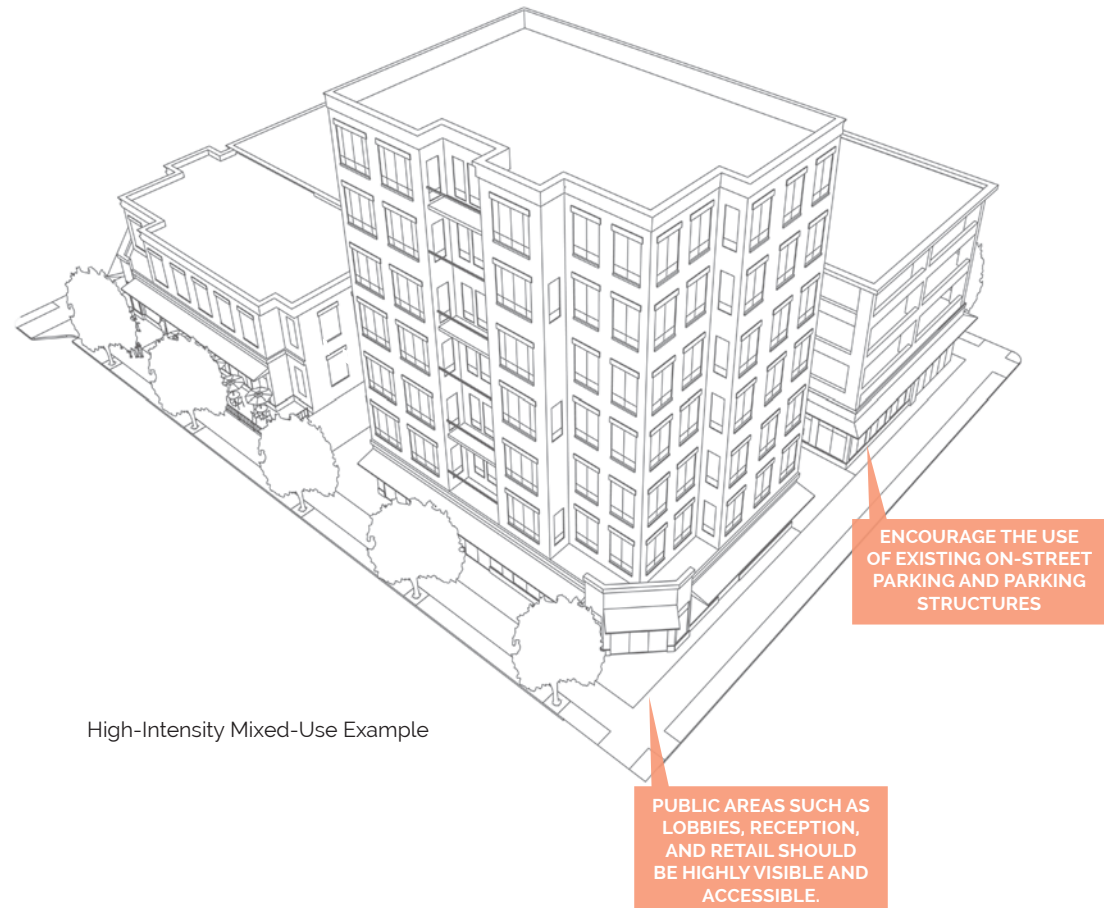 ENCOURAGE THE USE
OF EXISTING ON-STREET
PARKING AND PARKING
STRUCTURES
High-Intensity Mixed-Use Example
PUBLIC AREAS SUCH AS
LOBBIES, RECEPTION,
AND RETAIL SHOULD
BE HIGHLY VISIBLE AND
ACCESSIBLE.